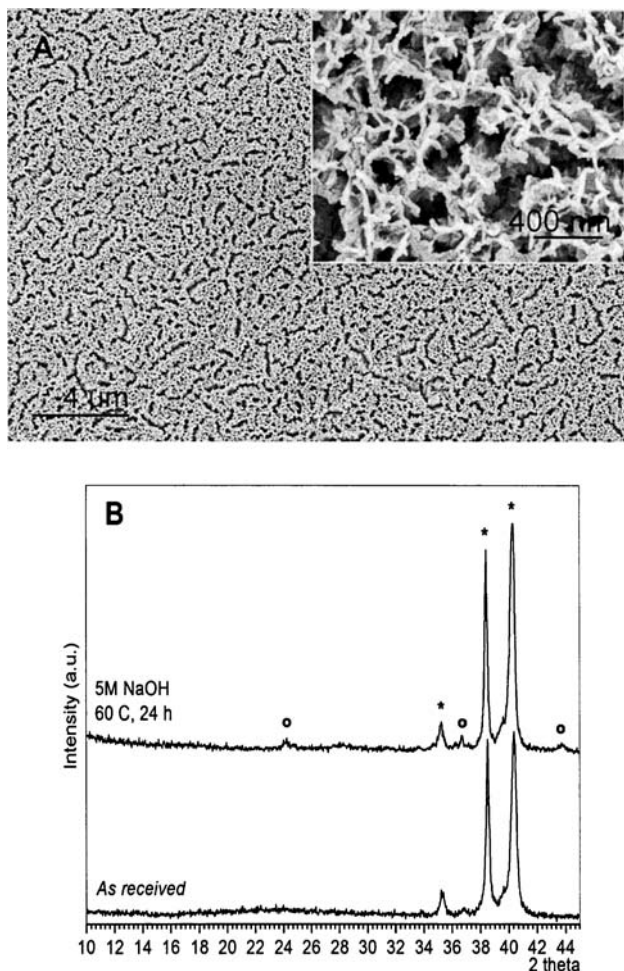 A
400 nm
4 µm
B
*
*
5M NaOH
60 C, 24 h
*
o
o
o
Intensity (a.u.)
As received
10 12 14 16 18 20 22 24 26 28 30 32 34 36 38 40 42 44
2 theta